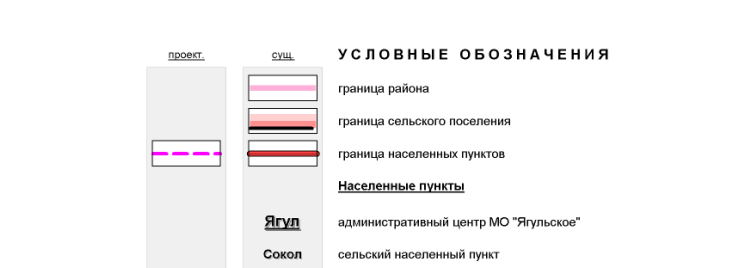 проект. сущ. УСЛОВНЫЕ ОБОЗНАЧЕНИЯ
граница района
граница сельского поселения
граница населенных пунктов
Населенные пункты
Ягул административный центр МО "Ягульское"
Сокол сельский населенный пункт